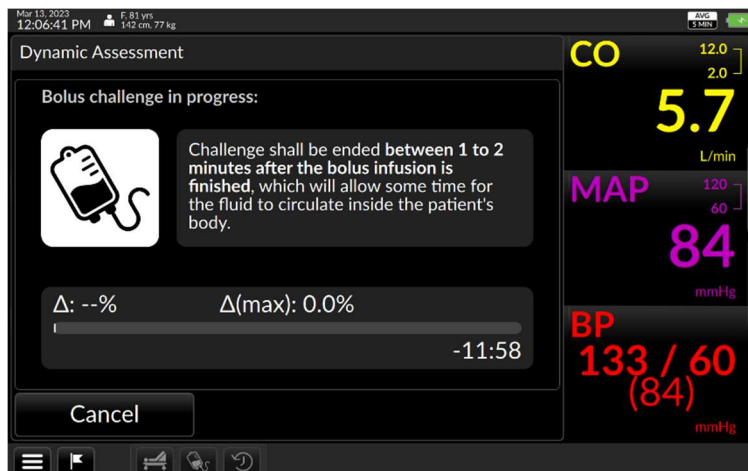 Mar 13, 2023
12:06:41 PM
F, 81 yrs
142 cm, 77 kg
AVG
5 MIN
Dynamic Assessment
Bolus challenge in progress:
Challenge shall be ended between 1 to 2
minutes after the bolus infusion is
finished, which will allow some time for
the fluid to circulate inside the patient's
body.
Δ: --%
Δ(max): 0.0%
-11:58
Cancel
CO
12.0
2.0
5.7
L/min
MAP
120
60
84
mmHg
BP
133 / 60
(84)
mmHg